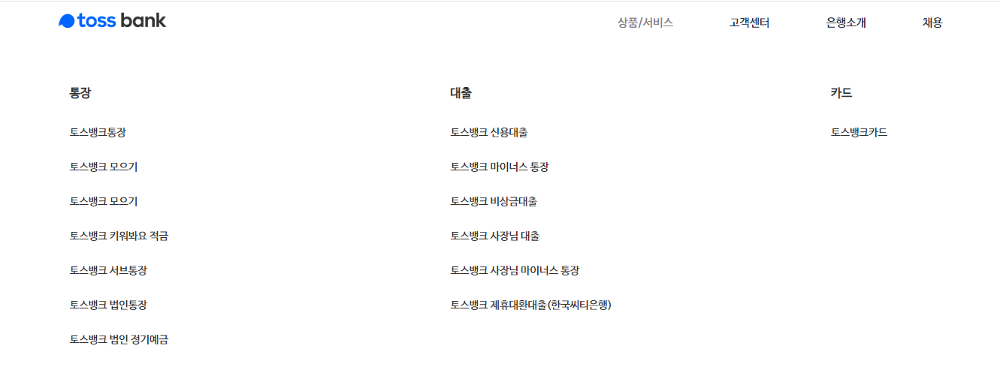 toss bank
상품/서비스
고객센터
은행소개
채용
통장
토스뱅크통장
토스뱅크 모으기
토스뱅크 모으기
토스뱅크 키워봐요 적금
토스뱅크 서브통장
토스뱅크 법인통장
토스뱅크 법인 정기예금
대출
토스뱅크 신용대출
토스뱅크 마이너스 통장
토스뱅크 비상금대출
토스뱅크 사장님 대출
토스뱅크 사장님 마이너스 통장
토스뱅크 제휴대환대출(한국씨티은행)
카드
토스뱅크카드